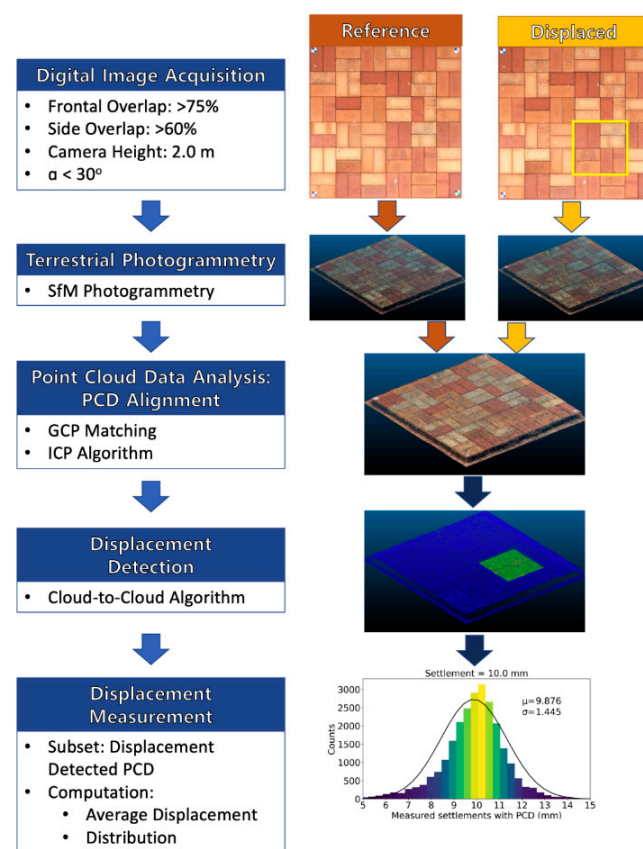 Digital Image Acquisition
• Frontal Overlap: >75%
• Side Overlap: >60%
• Camera Height: 2.0 m
• α < 30°
Terrestrial Photogrammetry
• SfM Photogrammetry
Point Cloud Data Analysis:
PCD Alignment
• GCP Matching
• ICP Algorithm
Displacement
Detection
• Cloud-to-Cloud Algorithm
Displacement
Measurement
• Subset: Displacement
Detected PCD
• Computation:
• Average Displacement
• Distribution
Reference
Displaced
Settlement = 10.0 mm
μ=9.876
σ=1.445
Counts
3000
2500
2000
1500
1000
500
0
5 6 7 8 9 10 11 12 13 14 15
Measured settlements with PCD (mm)